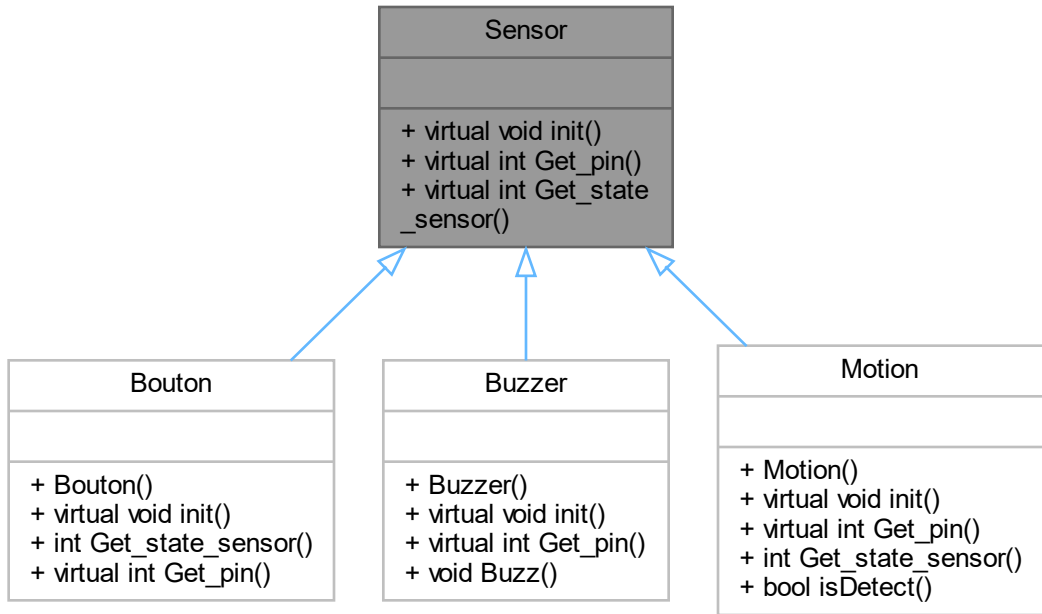 Sensor
+ virtual void init()
+ virtual int Get_pin()
+ virtual int Get_state
_sensor()
Bouton
+ Bouton()
+ virtual void init()
+ int Get_state_sensor()
+ virtual int Get_pin()
Buzzer
+ Buzzer()
+ virtual void init()
+ virtual int Get_pin()
+ void Buzz()
Motion
+ Motion()
+ virtual void init()
+ virtual int Get_pin()
+ int Get_state_sensor()
+ bool isDetect()